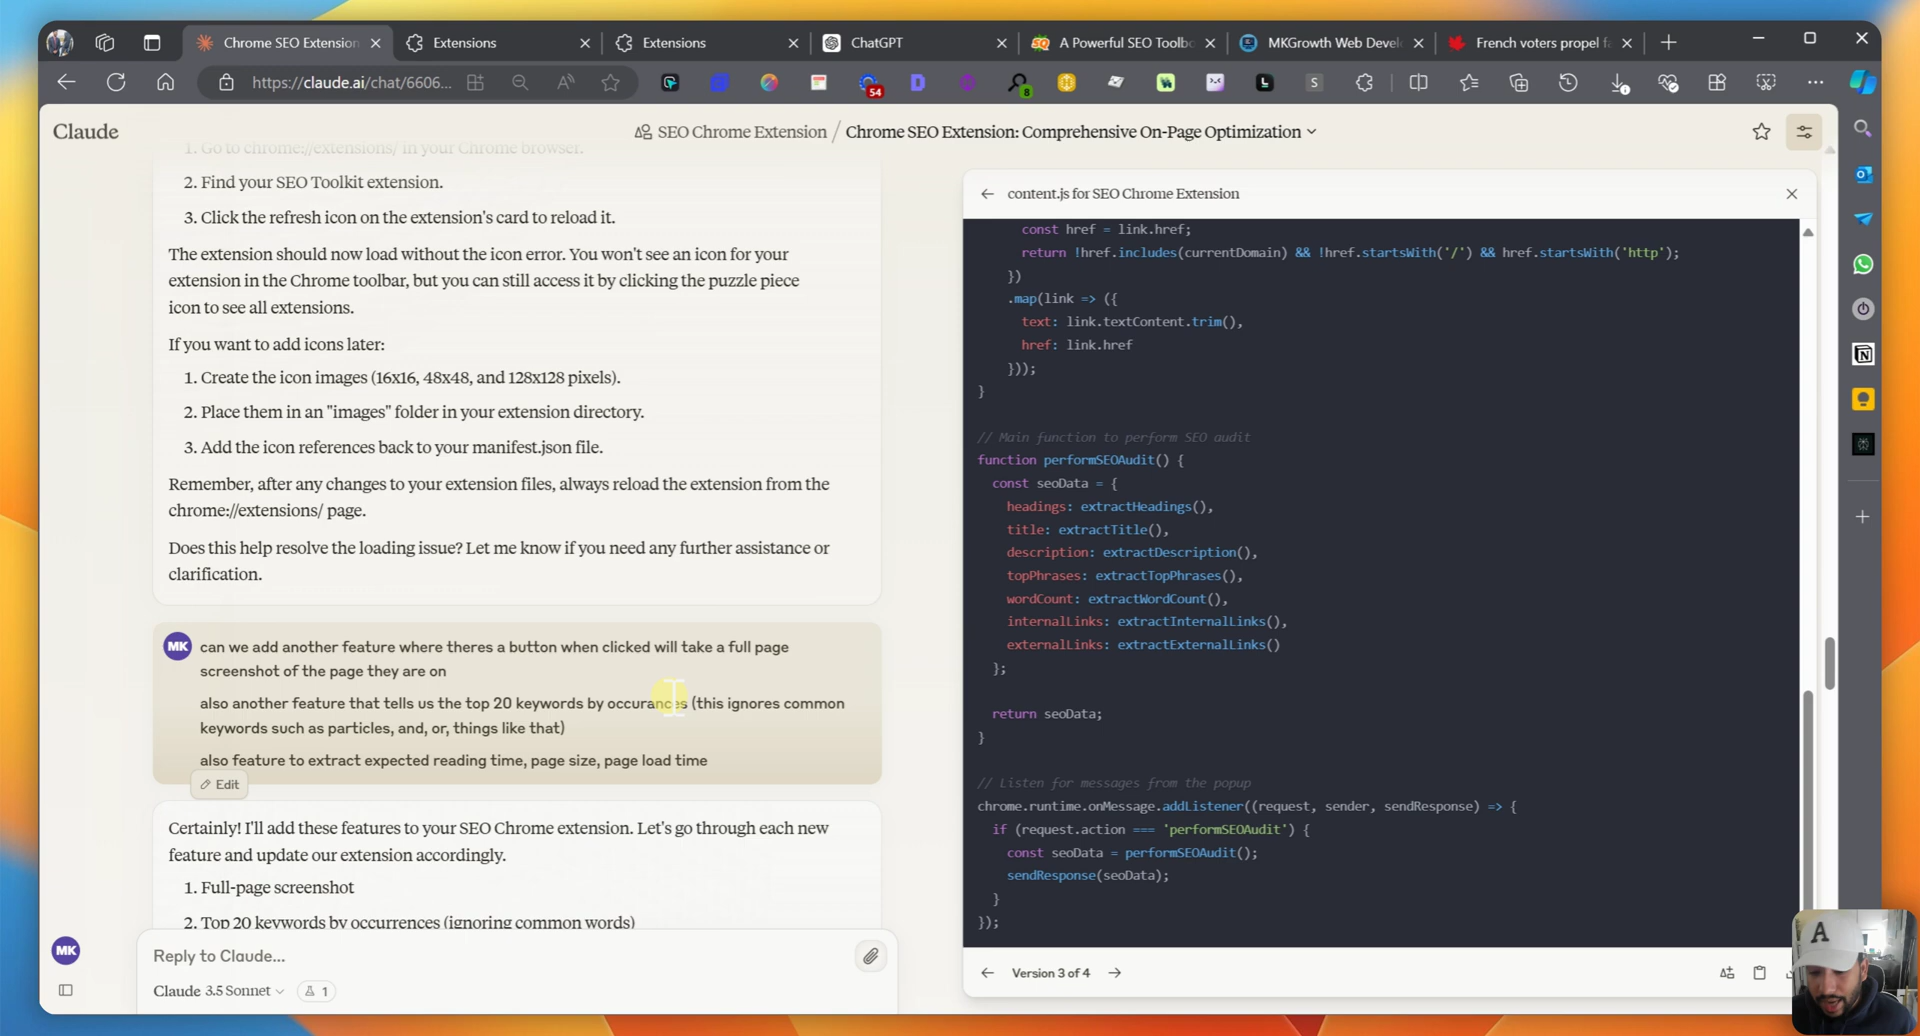 Chrome SEO Extension
Extensions
Extensions
ChatGPT
A Powerful SEO Toolbo
MKGrowth Web Devel
French voters propel f
https://claude.ai/chat/6606...
54
8
Claude
SEO Chrome Extension / Chrome SEO Extension: Comprehensive On-Page Optimization
1. Go to chrome://extensions/ in your Chrome browser.
2. Find your SEO Toolkit extension.
3. Click the refresh icon on the extension's card to reload it.
The extension should now load without the icon error. You won't see an icon for your
extension in the Chrome toolbar, but you can still access it by clicking the puzzle piece
icon to see all extensions.
If you want to add icons later:
1. Create the icon images (16x16, 48x48, and 128x128 pixels).
2. Place them in an "images" folder in your extension directory.
3. Add the icon references back to your manifest.json file.
Remember, after any changes to your extension files, always reload the extension from the
chrome://extensions/ page.
Does this help resolve the loading issue? Let me know if you need any further assistance or
clarification.
MK
can we add another feature where theres a button when clicked will take a full page
screenshot of the page they are on
also another feature that tells us the top 20 keywords by occurances (this ignores common
keywords such as particles, and, or, things like that)
also feature to extract expected reading time, page size, page load time
Edit
Certainly! I'll add these features to your SEO Chrome extension. Let's go through each new
feature and update our extension accordingly.
1. Full-page screenshot
2. Top 20 keywords by occurrences (ignoring common words)
MK
Reply to Claude...
Claude 3.5 Sonnet
1
content.js for SEO Chrome Extension
const href = link.href;
return !href.includes(currentDomain) && !href.startsWith('/') && href.startsWith('http');
})
.map(link => ({
text: link.textContent.trim(),
href: link.href
}));
}
// Main function to perform SEO audit
function performSEOAudit() {
const seoData = {
headings: extractHeadings(),
title: extractTitle(),
description: extractDescription(),
topPhrases: extractTopPhrases(),
wordCount: extractWordCount(),
internalLinks: extractInternalLinks(),
externalLinks: extractExternalLinks()
};
return seoData;
}
// Listen for messages from the popup
chrome.runtime.onMessage.addListener((request, sender, sendResponse) => {
if (request.action === 'performSEOAudit') {
const seoData = performSEOAudit();
sendResponse(seoData);
}
});
Version 3 of 4
A